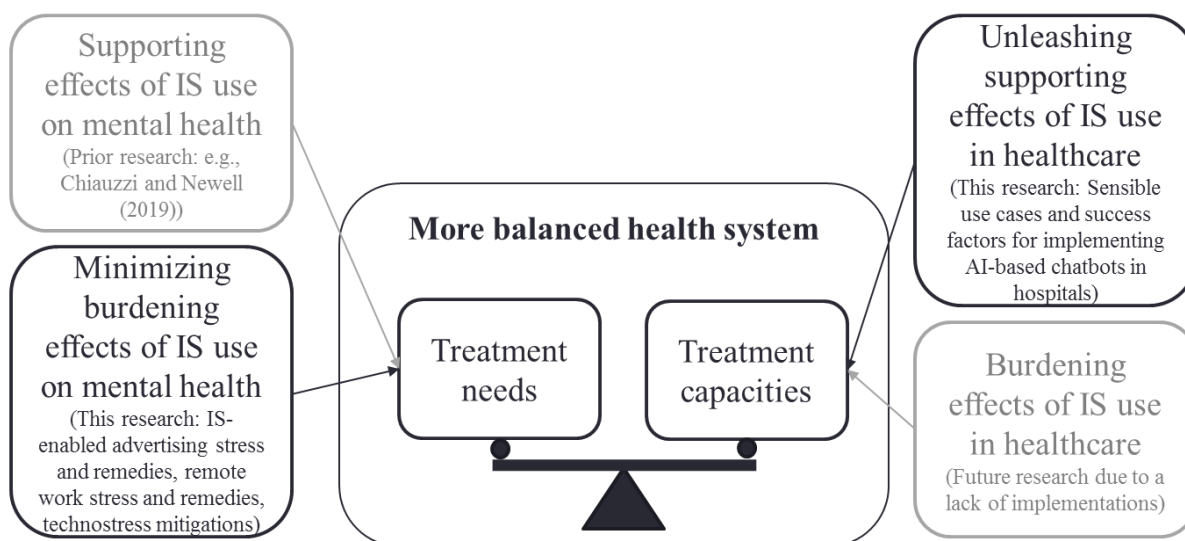 Supporting
effects of IS use
on mental health
(Prior research: e.g.,
Chiauzzi and Newell
(2019))
Minimizing
burdening
effects of IS use
on mental health
(This research: IS-
enabled advertising stress
and remedies, remote
work stress and remedies,
technostress mitigations)
More balanced health system
Treatment
needs
Treatment
capacities
Unleashing
supporting
effects of IS use
in healthcare
(This research: Sensible
use cases and success
factors for implementing
AI-based chatbots in
hospitals)
Burdening
effects of IS use
in healthcare
(Future research due to a
lack of implementations)